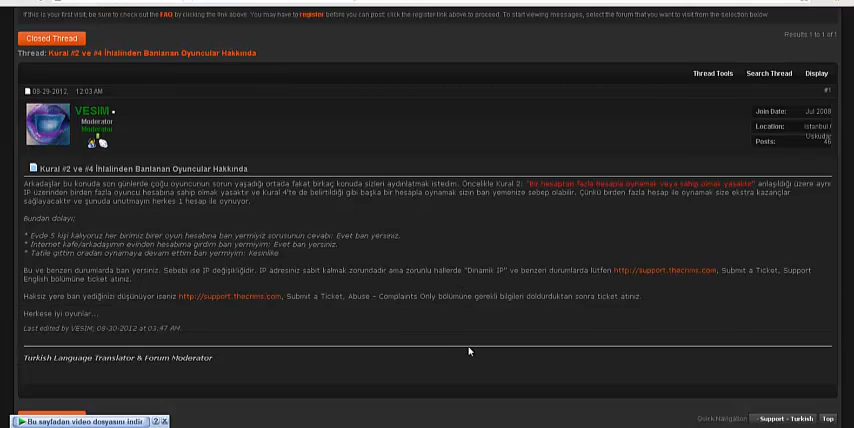 If this is your first visit, be sure to check out the FAQ by clicking the link above. You may have to register before you can post: click the register link above to proceed. To start viewing messages, select the forum that you want to visit from the selection below.
Results 1 to 1 of 1
Closed Thread
Thread: Kural #2 ve #4 İhlalinden Banlanan Oyuncular Hakkında
Thread Tools Search Thread Display
08-29-2012, 12:03 AM #1
VESIM
Moderator
Moderator
Join Date: Jul 2008
Location: Istanbul / Uskudar
Posts: 46
Kural #2 ve #4 İhlalinden Banlanan Oyuncular Hakkında
Arkadaşlar bu konuda son günlerde çoğu oyuncunun sorun yaşadığı ortada fakat birkaç konuda sizleri aydınlatmak istedim. Öncelikle Kural 2: "Bir hesaptan fazla hesapla oynamak veya sahip olmak yasaktır" anlaşıldığı üzere aynı
IP üzerinden birden fazla oyuncu hesabına sahip olmak yasaktır ve Kural 4'te de belirtildiği gibi başka bir hesapla oynamak sizin ban yemenize sebep olabilir. Çünkü birden fazla hesap ile oynamak size ekstra kazançlar
sağlayacaktır ve şunuda unutmayın herkes 1 hesap ile oynuyor.
Bundan dolayı;
* Evde 5 kişi kalıyoruz her birimiz birer oyun hesabına ban yermiyiz sorusunun cevabı: Evet ban yersiniz.
* İnternet kafe/arkadaşımın evinden hesabıma girdim ban yermiyim: Evet ban yersiniz.
* Tatile gittim oradan oynamaya devam ettim ban yermiyim: Kesinlikle
Bu ve benzeri durumlarda ban yersiniz. Sebebi ise IP değişikliğidir. IP adresiniz sabit kalmak zorundadır ama zorunlu hallerde "Dinamik IP" ve benzeri durumlarda lütfen http://support.thecrims.com, Submit a Ticket, Support
English bölümüne ticket atınız.
Haksız yere ban yediğinizi düşünüyor iseniz http://support.thecrims.com, Submit a Ticket, Abuse - Complaints Only bölümüne gerekli bilgileri doldurduktan sonra ticket atınız.
Herkese iyi oyunlar...
Last edited by VESIM; 08-30-2012 at 03:47 AM.
Turkish Language Translator & Forum Moderator
Quick Navigation Support - Turkish Top
Bu sayfadan video dosyasını indir ? X